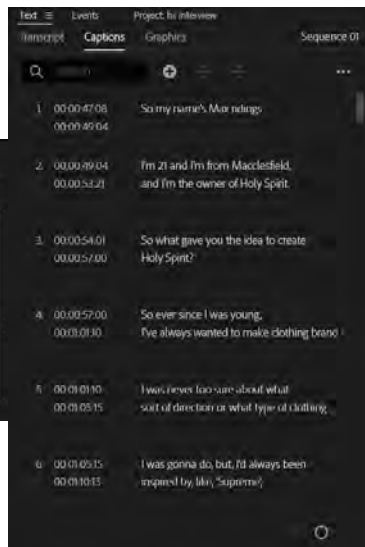 Text Events Project: hs interview
Transcript Captions Graphics Sequence 01
1 00:00:47:08 So my name's Max
00:00:49:04
2 00:00:49:04 I'm 21 and I'm from Macclesfield,
00:00:53:21 and I'm the owner of Holy Spirit.
3 00:00:54:01 So what gave you the idea to create
00:00:57:00 Holy Spirit?
4 00:00:57:00 So ever since I was young,
00:01:01:10 I've always wanted to make clothing brand
5 00:01:01:10 I was never too sure about what
00:01:05:15 sort of direction or what type of clothing
6 00:01:05:15 I was gonna do, but, I'd always been
00:01:10:13 inspired by, like, 'Supreme',